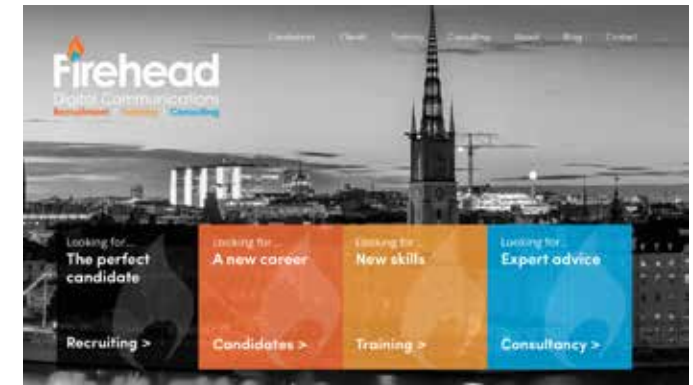 Candidates Clients Training Consulting About Blog Contact
Firehead
Digital Communications
Recruitment Training Consulting
Looking for...
The perfect
candidate
Recruiting >
Looking for...
A new career
Candidates >
Looking for...
New skills
Training >
Looking for...
Expert advice
Consultancy >